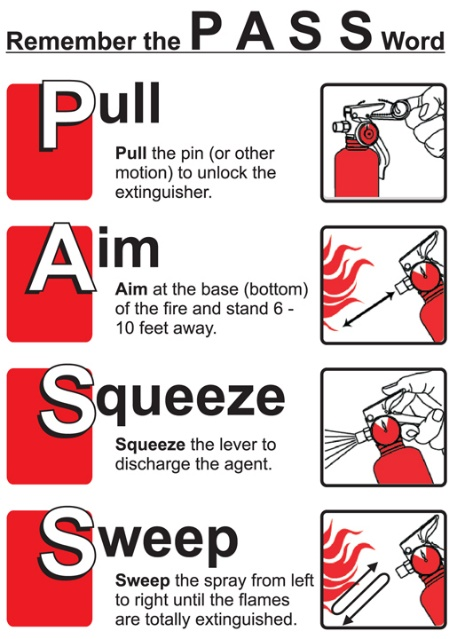 Remember the P A S S Word
Pull
Pull the pin (or other
motion) to unlock the
extinguisher.
Aim
Aim at the base (bottom)
of the fire and stand 6 -
10 feet away.
Squeeze
Squeeze the lever to
discharge the agent.
Sweep
Sweep the spray from left
to right until the flames
are totally extinguished.